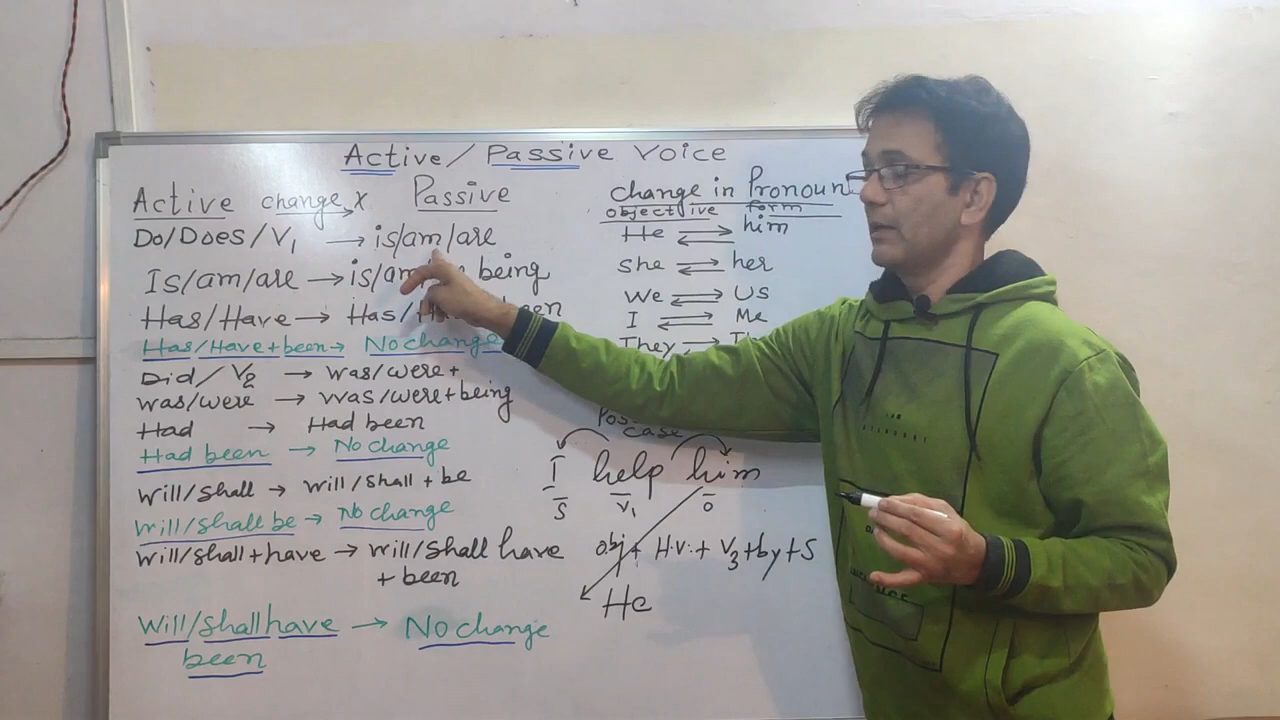 Active / Passive Voice
Active change x Passive
Do/Does/V1 → is/am/are
Is/am/are → is/am being
Has/Have → Has/
Has/Have+been → No change
Did / V2 → was/were +
was/were → was/were+being
Had → Had been
Had been → No change
Will/shall → will/shall + be
Will/shall be → No change
Will/shall+have → will/shall have
+ been
Will/shall have → No change
been
Change in Pronoun
objective form
He ⇄ him
She ⇄ her
We ⇄ Us
I ⇄ Me
They
case
I help him
S V1 O
obj + H.V. + V3+by+S
He